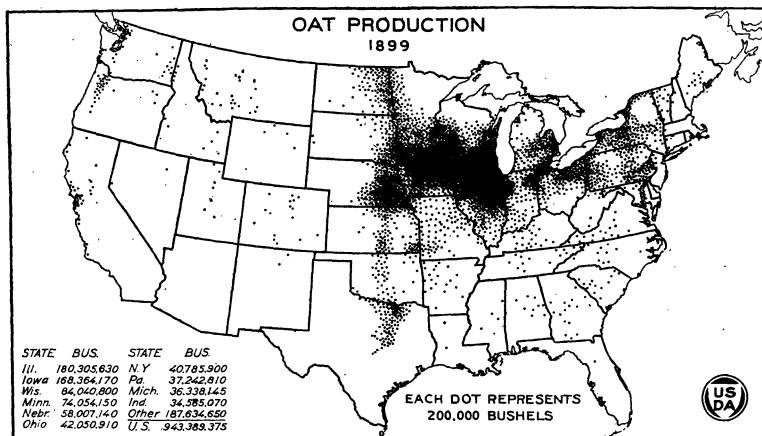 OAT PRODUCTION
1899
STATE BUS. STATE BUS.
Ill. 180,305,630 N.Y 40,785,900
Iowa 168,364,170 Pa. 37,242,810
Wis. 84,040,800 Mich. 36,338,145
Minn. 74,054,150 Ind. 34,585,070
Nebr. 58,007,140 Other 187,634,650
Ohio 42,050,910 U.S. 943,389,375
EACH DOT REPRESENTS
200,000 BUSHELS
US
DA